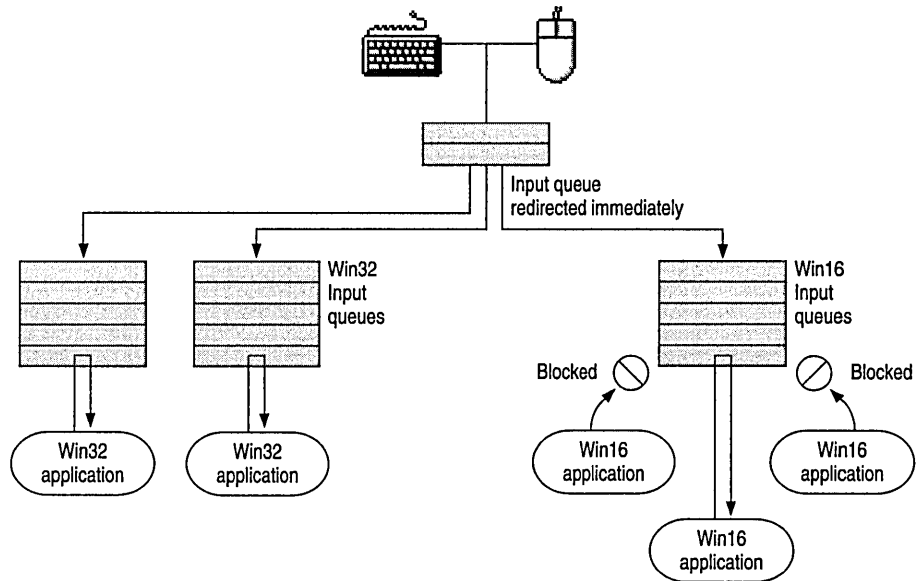 Input queue
redirected immediately
Win32
Input
queues
Win16
Input
queues
Blocked
Blocked
Win32
application
Win32
application
Win16
application
Win16
application
Win16
application